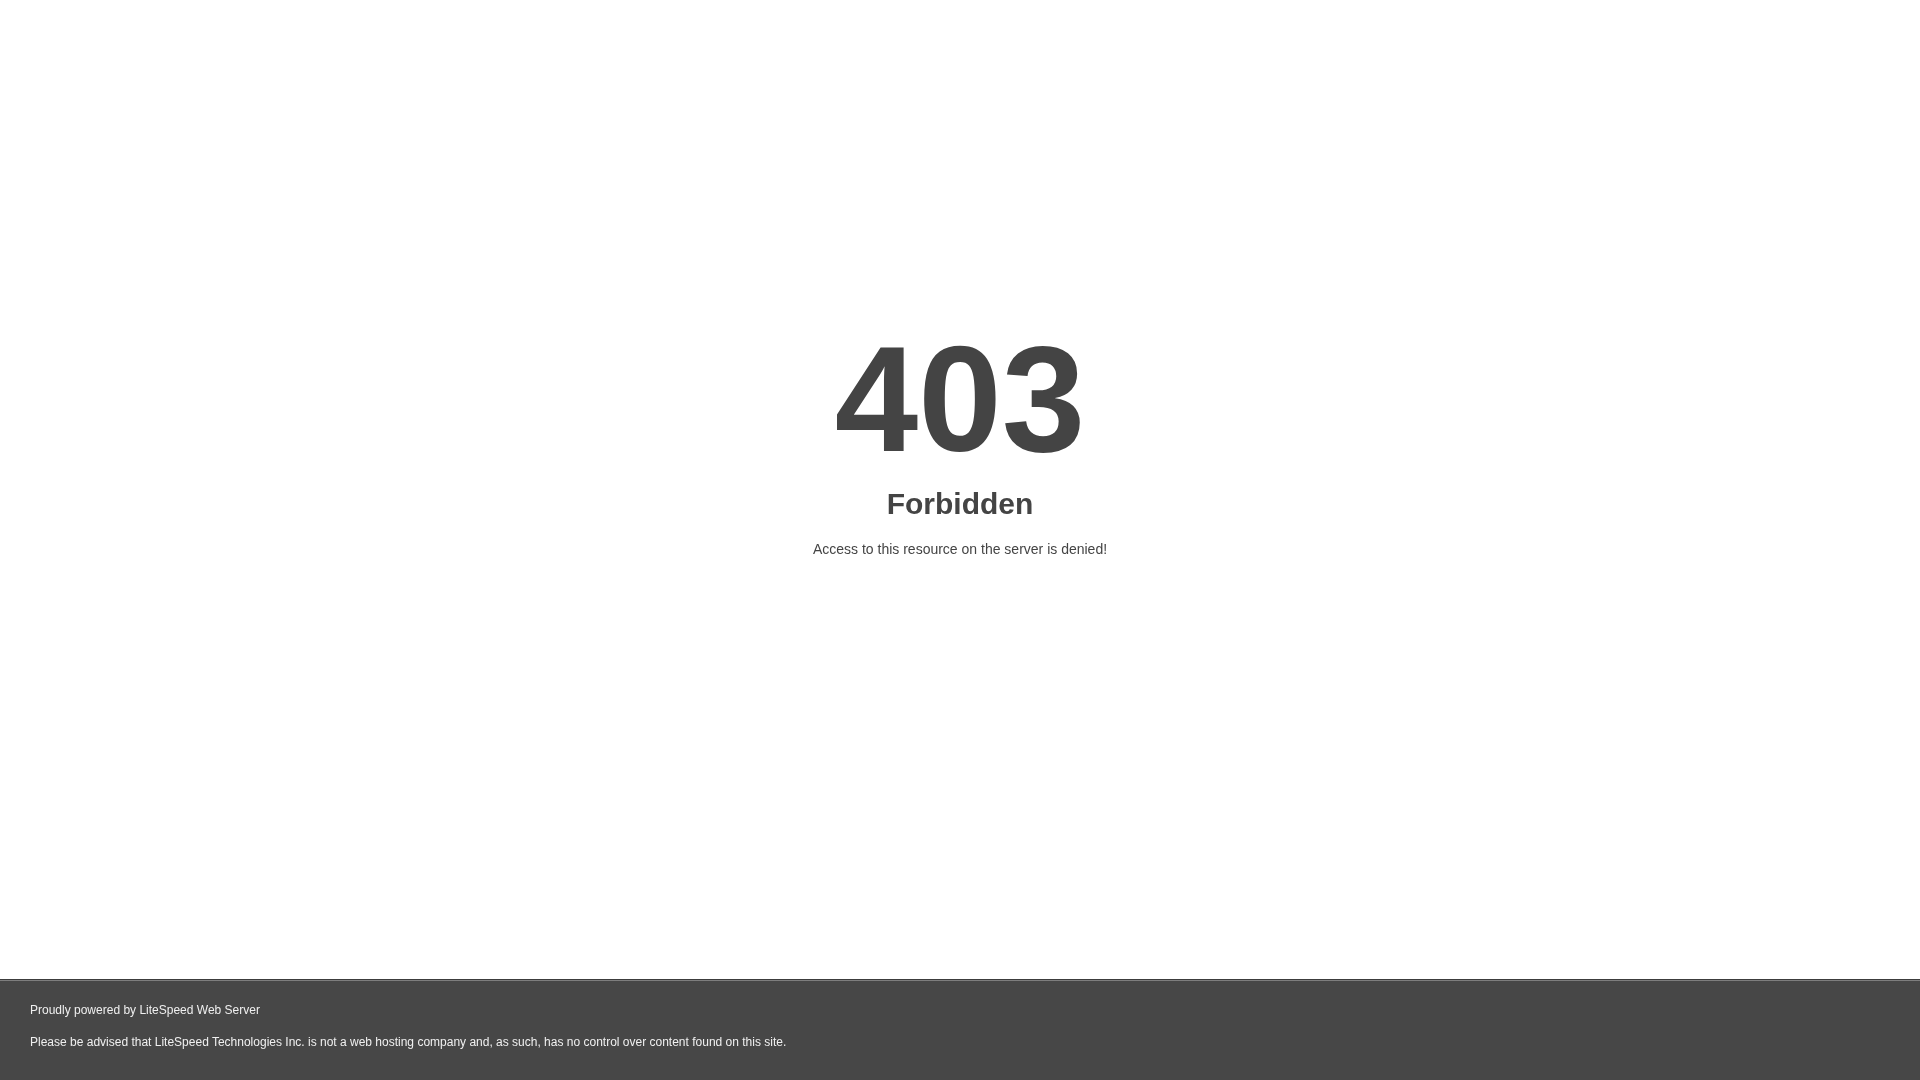 403
Forbidden
Access to this resource on the server is denied!
Proudly powered by LiteSpeed Web Server
Please be advised that LiteSpeed Technologies Inc. is not a web hosting company and, as such, has no control over content found on this site.